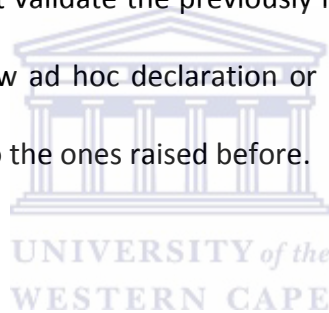 t validate the previously
w ad hoc declaration or
the ones raised before.
UNIVERSITY of the
WESTERN CAPE